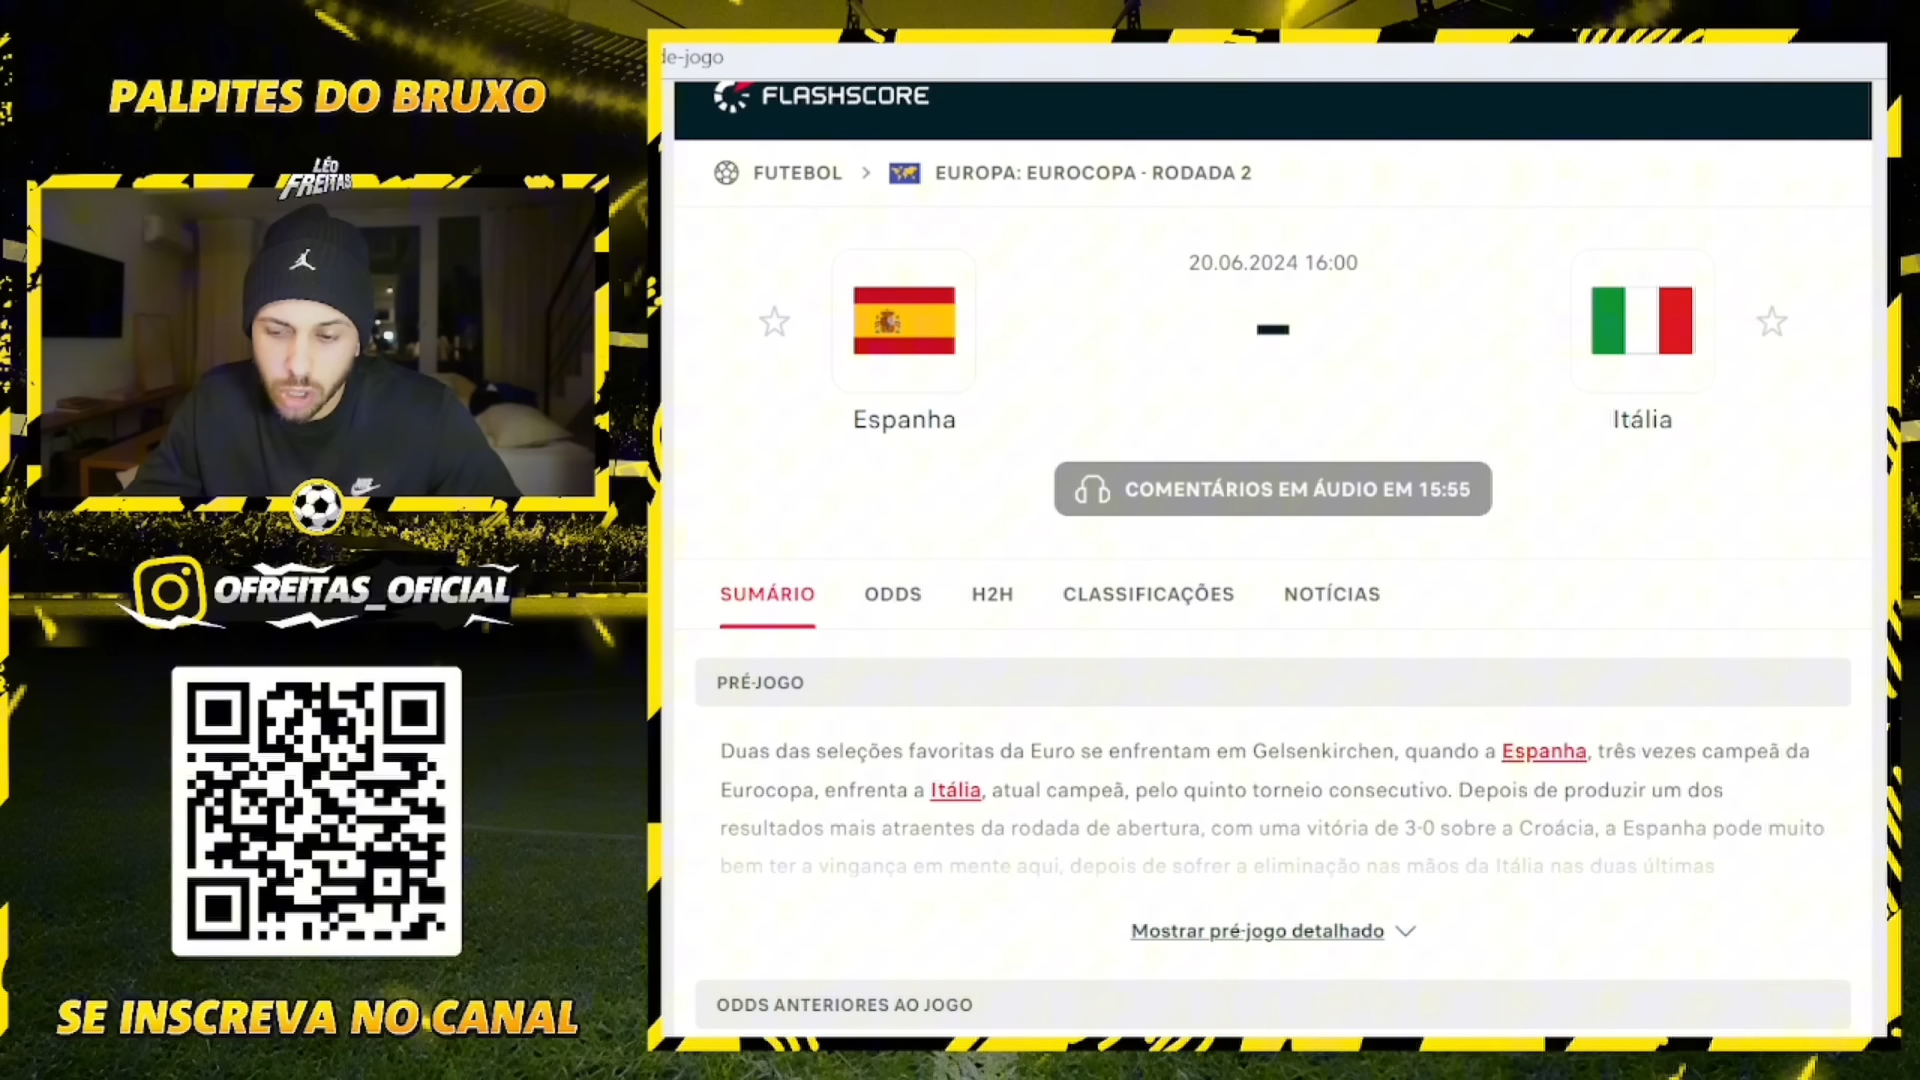 PALPITES DO BRUXO
LÉO
FREITAS
OFREITAS_OFICIAL
SE INSCREVA NO CANAL
de-jogo
FLASHSCORE
FUTEBOL > EUROPA: EUROCOPA - RODADA 2
20.06.2024 16:00
-
Espanha
Itália
COMENTÁRIOS EM ÁUDIO EM 15:55
SUMÁRIO ODDS H2H CLASSIFICAÇÕES NOTÍCIAS
PRÉ-JOGO
Duas das seleções favoritas da Euro se enfrentam em Gelsenkirchen, quando a Espanha, três vezes campeã da
Eurocopa, enfrenta a Itália, atual campeã, pelo quinto torneio consecutivo. Depois de produzir um dos
resultados mais atraentes da rodada de abertura, com uma vitória de 3-0 sobre a Croácia, a Espanha pode muito
bem ter a vingança em mente aqui, depois de sofrer a eliminação nas mãos da Itália nas duas últimas
Mostrar pré-jogo detalhado
ODDS ANTERIORES AO JOGO